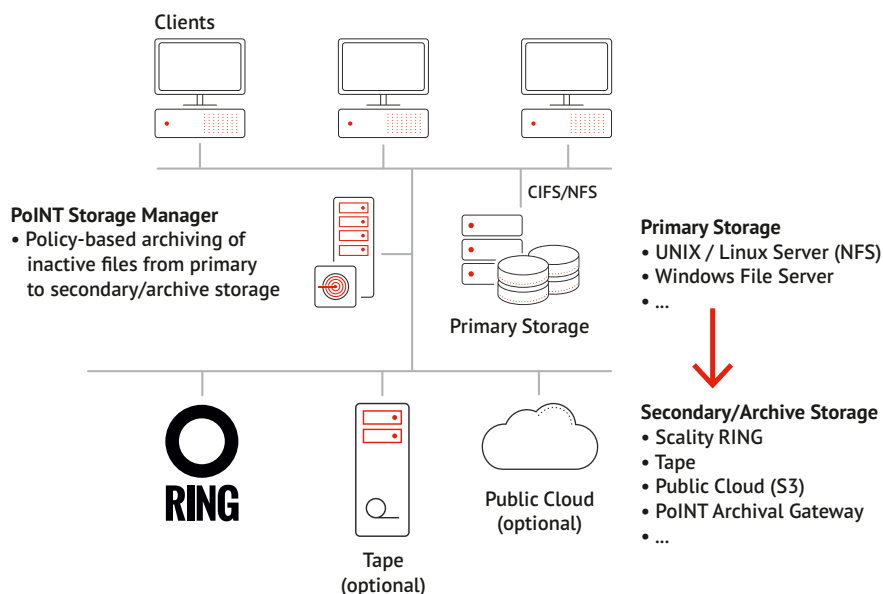 Clients
CIFS/NFS
PoINT Storage Manager
• Policy-based archiving of
inactive files from primary
to secondary/archive storage
Primary Storage
Primary Storage
• UNIX / Linux Server (NFS)
• Windows File Server
• ...
RING
Tape
(optional)
Public Cloud
(optional)
Secondary/Archive Storage
• Scality RING
• Tape
• Public Cloud (S3)
• PoINT Archival Gateway
• ...